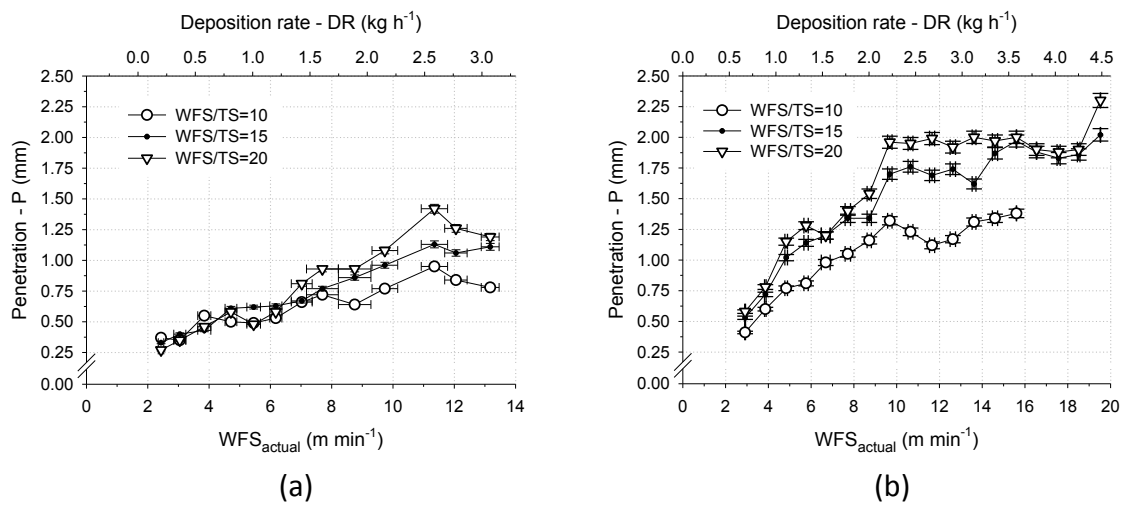 Deposition rate - DR (kg h-1)
0.0 0.5 1.0 1.5 2.0 2.5 3.0
2.50
2.25
2.00
1.75
1.50
1.25
1.00
0.75
0.50
0.25
0.00
Penetration - P (mm)
WFS/TS=10
WFS/TS=15
WFS/TS=20
0 2 4 6 8 10 12 14
WFSactual (m min-1)
(a)
Deposition rate - DR (kg h-1)
0.0 0.5 1.0 1.5 2.0 2.5 3.0 3.5 4.0 4.5
2.50
2.25
2.00
1.75
1.50
1.25
1.00
0.75
0.50
0.25
0.00
Penetration - P (mm)
WFS/TS=10
WFS/TS=15
WFS/TS=20
0 2 4 6 8 10 12 14 16 18 20
WFSactual (m min-1)
(b)